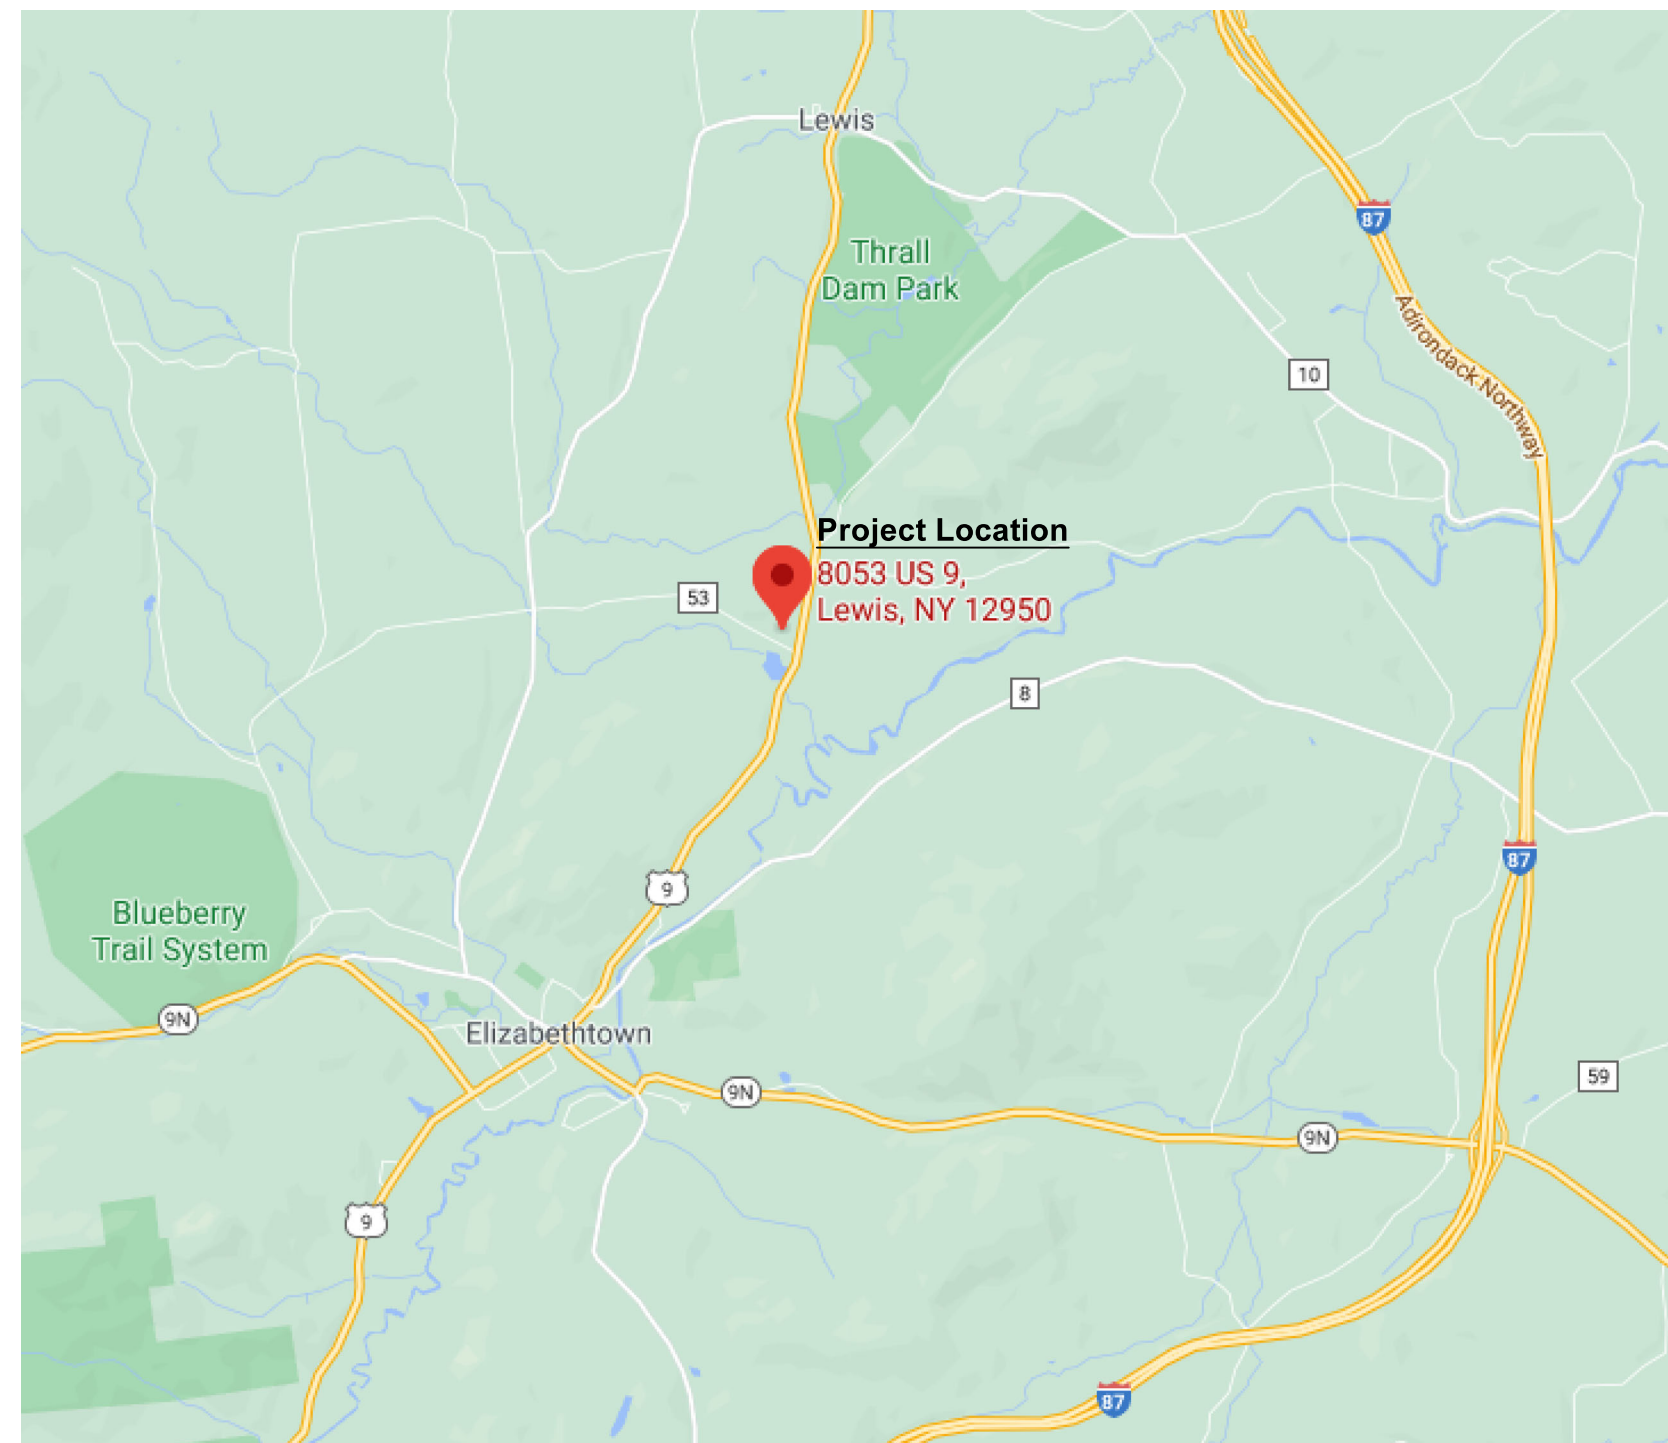 Lewis
87
Thrall
Dam Park
Adirondack Northway
10
Project Location
8053 US 9,
Lewis, NY 12950
53
8
87
9
Blueberry
Trail System
9N
Elizabethtown
9N
59
9N
9
87